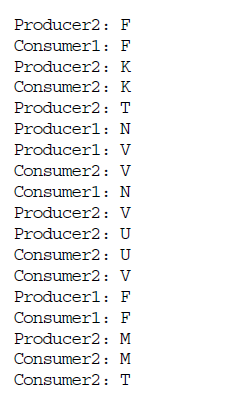 Producer2: F
Consumer1: F
Producer2: K
Consumer2: K
Producer2: T
Producer1: N
Producer1: V
Consumer2: V
Consumer1: N
Producer2: V
Producer2: U
Consumer2: U
Consumer2: V
Producer1: F
Consumer1: F
Producer2: M
Consumer2: M
Consumer2: T